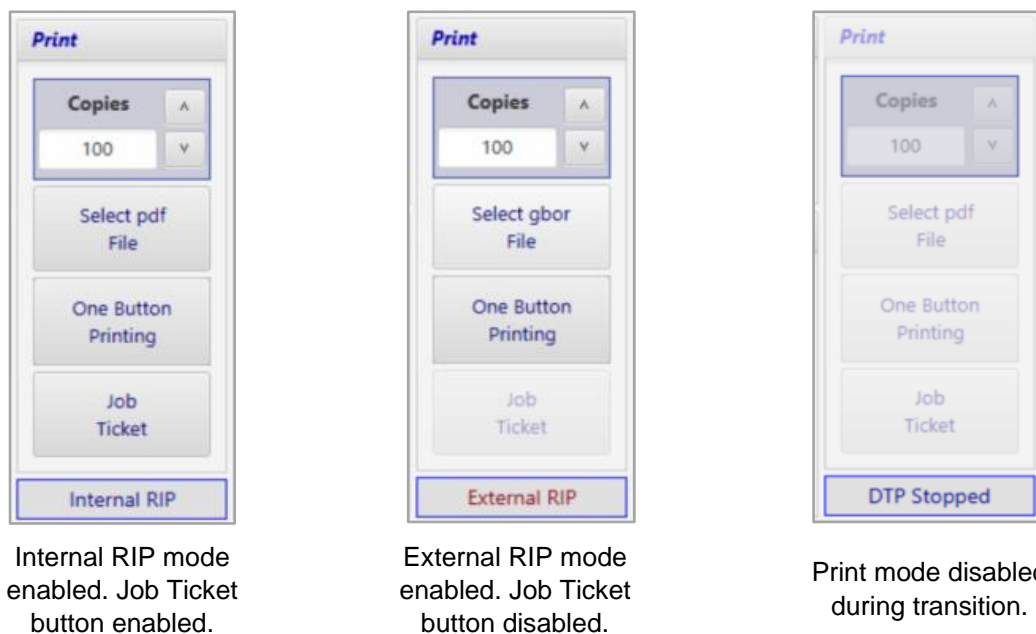 Print
Copies
^
100
v
Select pdf
File
One Button
Printing
Job
Ticket
Internal RIP
Internal RIP mode
enabled. Job Ticket
button enabled.
Print
Copies
^
100
v
Select gbor
File
One Button
Printing
Job
Ticket
External RIP
External RIP mode
enabled. Job Ticket
button disabled.
Print
Copies
^
100
v
Select pdf
File
One Button
Printing
Job
Ticket
DTP Stopped
Print mode disabled
during transition.